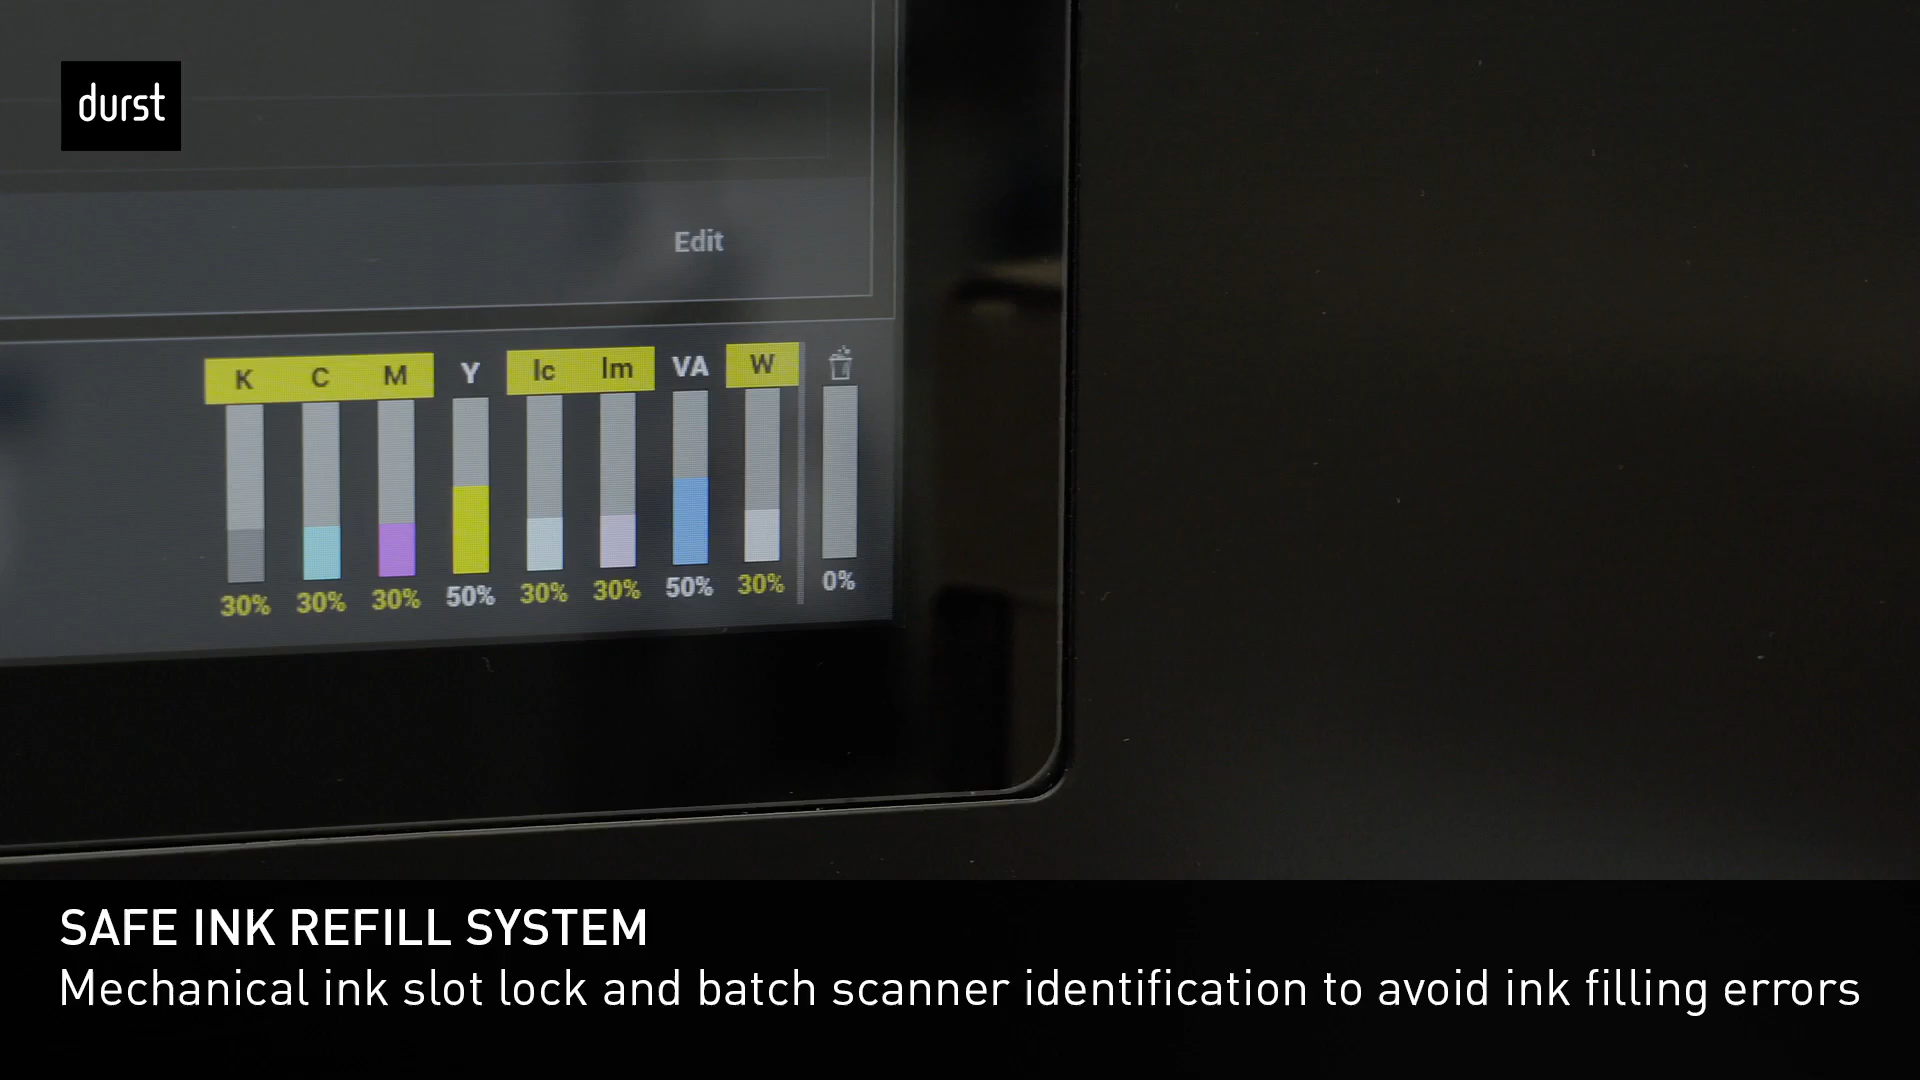 durst
Edit
K C M Y lc lm VA W
30% 30% 30% 50% 30% 30% 50% 30% 0%
SAFE INK REFILL SYSTEM
Mechanical ink slot lock and batch scanner identification to avoid ink filling errors